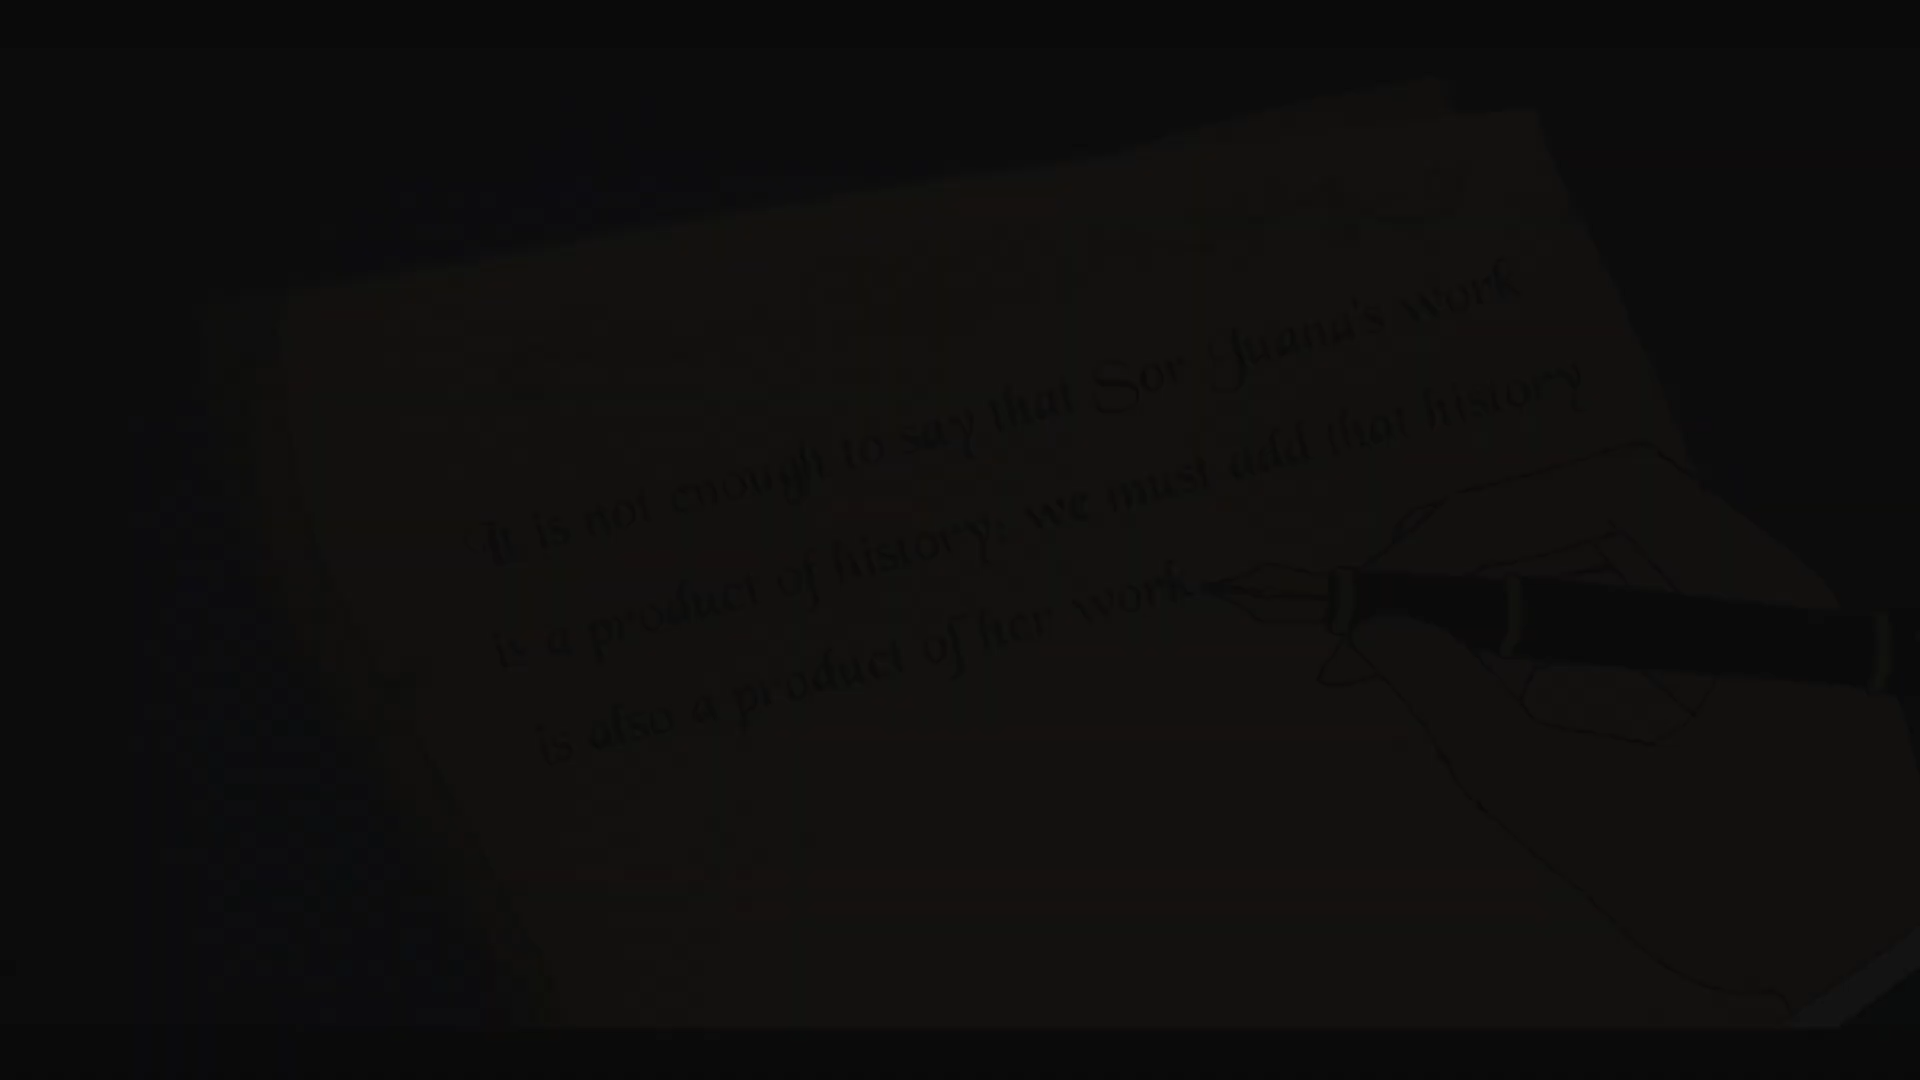 It is not enough to say that Sor Juana's work
is a product of history; we must add that history
is also a product of her work